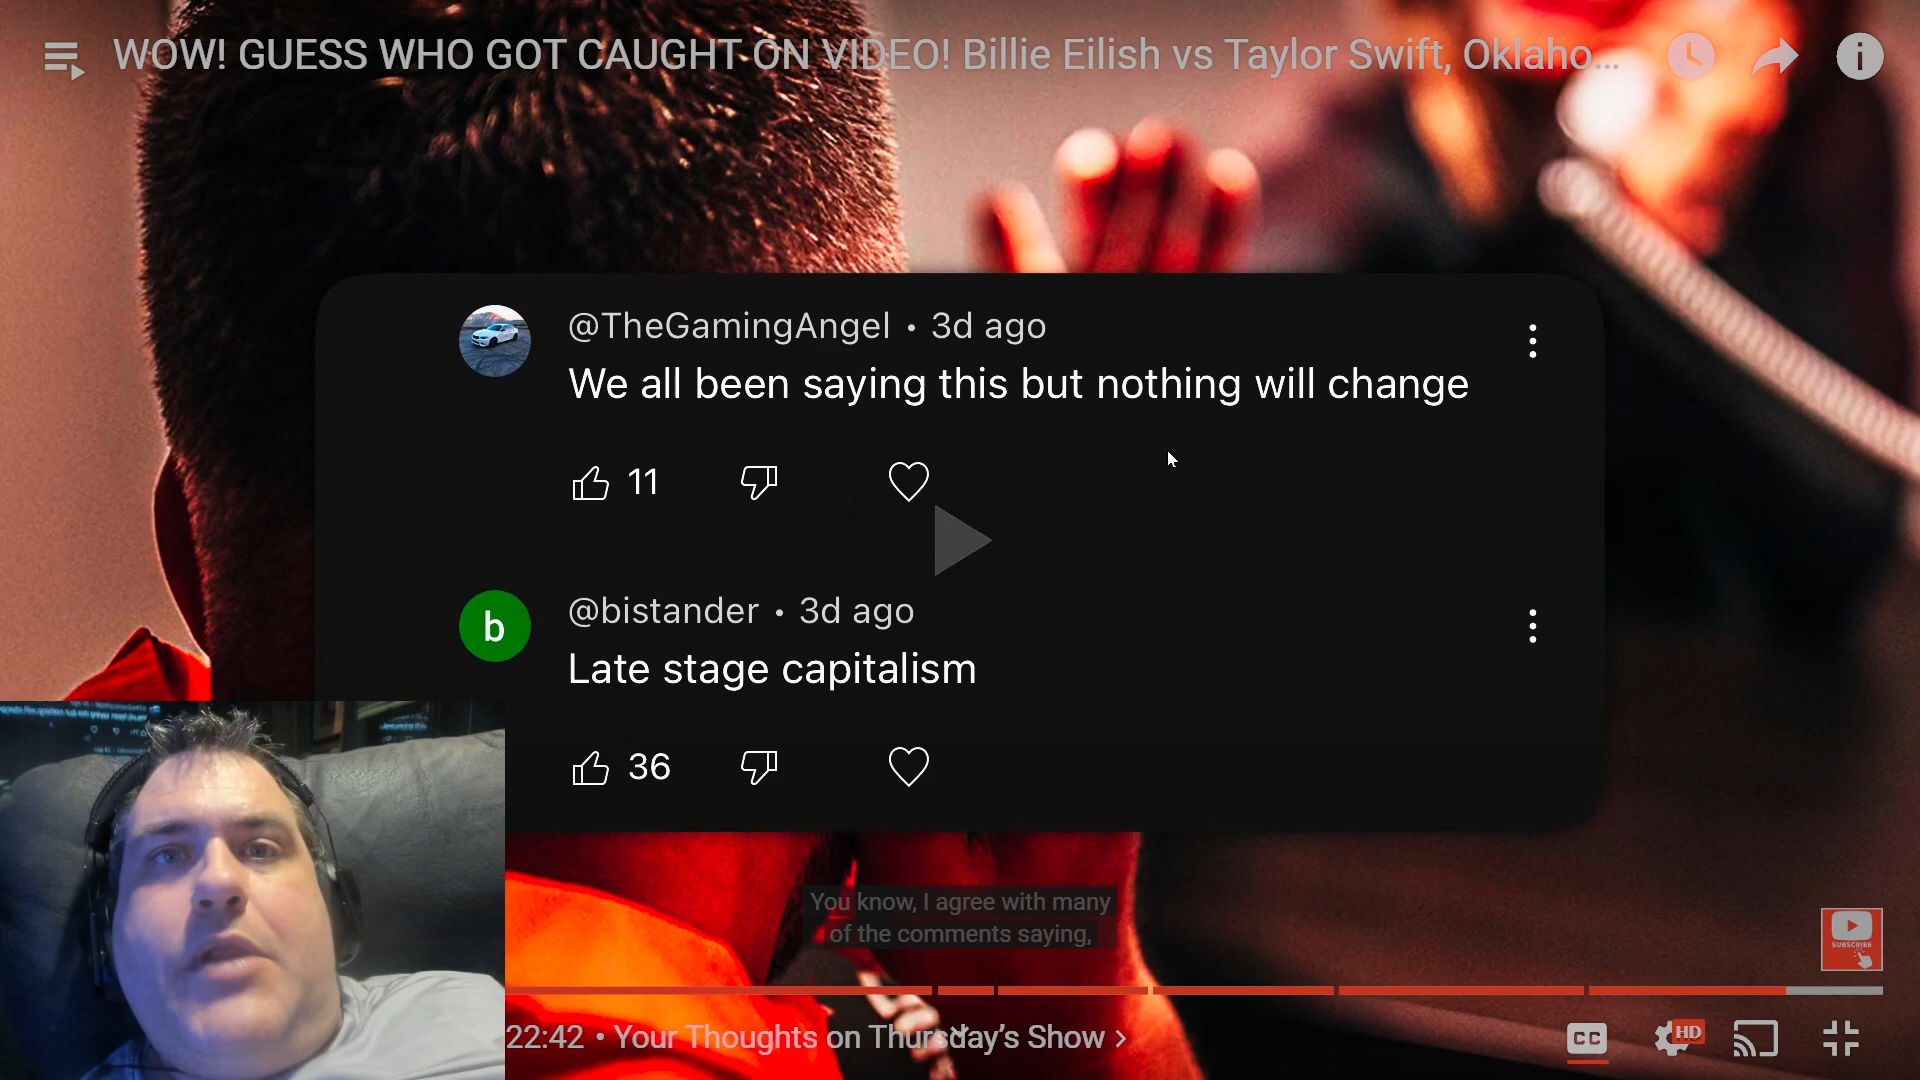 WOW! GUESS WHO GOT CAUGHT ON VIDEO! Billie Eilish vs Taylor Swift, Oklaho...
@TheGamingAngel • 3d ago
We all been saying this but nothing will change
11
b
@bistander • 3d ago
Late stage capitalism
36
You know, I agree with many
of the comments saying,
SUBSCRIBE
22:42 • Your Thoughts on Thursday's Show >
CC
HD